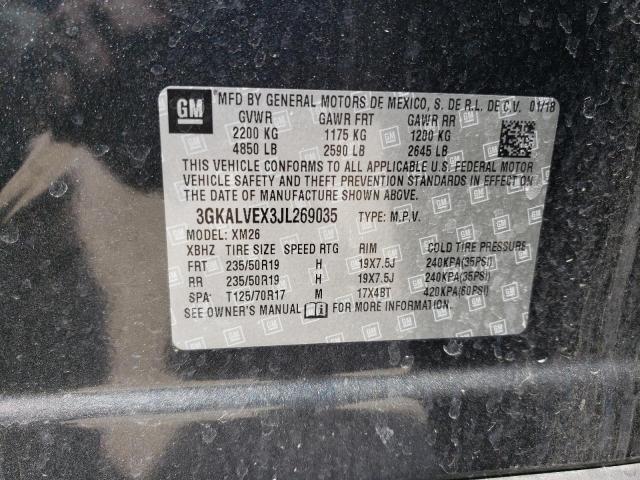 GM MFD BY GENERAL MOTORS DE MEXICO, S. DE R.L. DE C.V. 01/18
GVWR GAWR FRT GAWR RR
2200 KG 1175 KG 1200 KG
4850 LB 2590 LB 2645 LB
THIS VEHICLE CONFORMS TO ALL APPLICABLE U.S. FEDERAL MOTOR
VEHICLE SAFETY AND THEFT PREVENTION STANDARDS IN EFFECT ON
THE DATE OF MANUFACTURE SHOWN ABOVE.
3GKALVEX3JL269035 TYPE: M.P.V.
MODEL: XM26
XBHZ TIRE SIZE SPEED RTG RIM COLD TIRE PRESSURE
FRT 235/50R19 H 19X7.5J 240KPA(35PSI)
RR 235/50R19 H 19X7.5J 240KPA(35PSI)
SPA: T125/70R17 M 17X4BT 420KPA(60PSI)
SEE OWNER'S MANUAL FOR MORE INFORMATION.